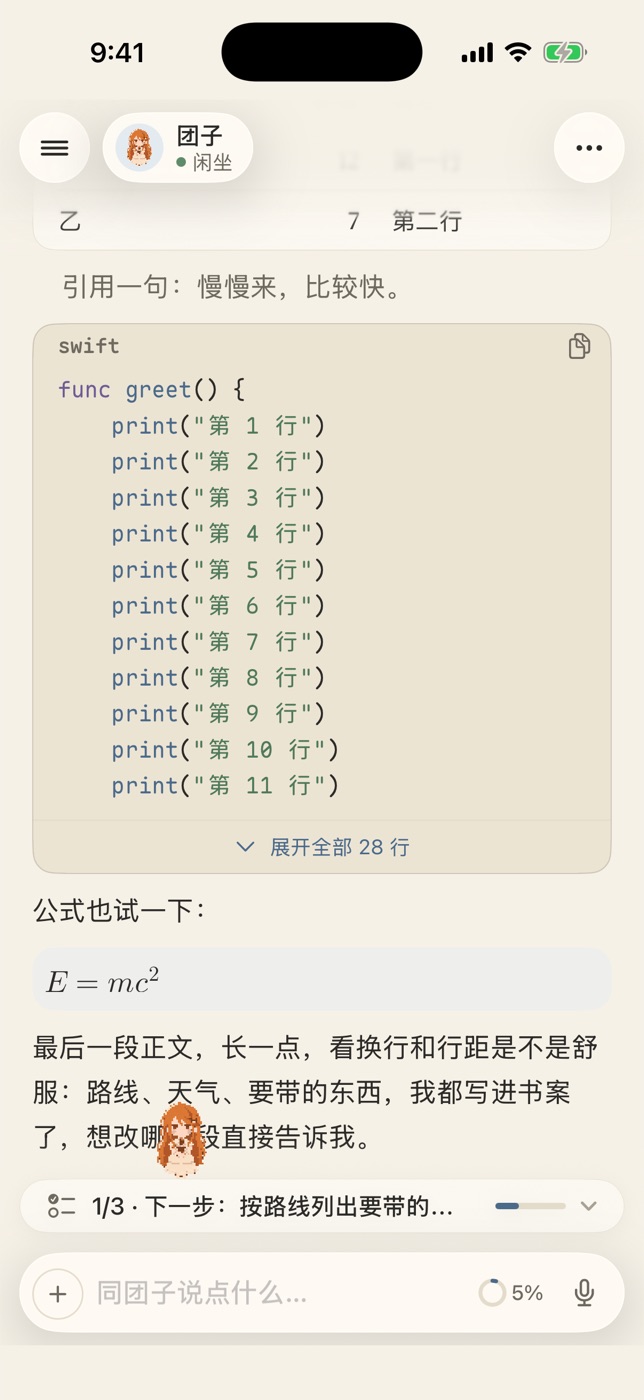 9:41
团子
闲坐
乙 7 第二行
引用一句：慢慢来，比较快。
swift
func greet() {
    print("第 1 行")
    print("第 2 行")
    print("第 3 行")
    print("第 4 行")
    print("第 5 行")
    print("第 6 行")
    print("第 7 行")
    print("第 8 行")
    print("第 9 行")
    print("第 10 行")
    print("第 11 行")
展开全部 28 行
公式也试一下：
E = mc²
最后一段正文，长一点，看换行和行距是不是舒
服：路线、天气、要带的东西，我都写进书案
了，想改哪段直接告诉我。
1/3 · 下一步：按路线列出要带的…
同团子说点什么…
5%